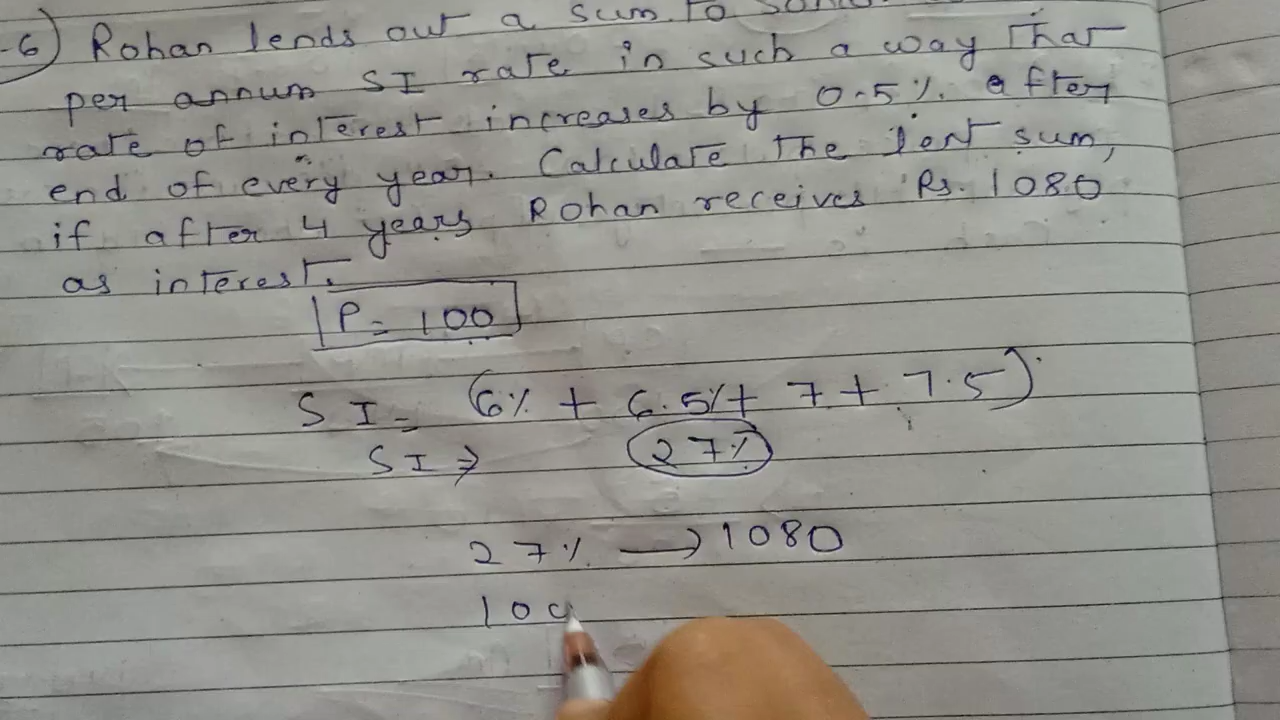 -6) Rohan lends out a sum to
per annum SI rate in such a way that
rate of interest increases by 0.5% after
end of every year. Calculate the lent sum,
if after 4 years Rohan receives Rs. 1080
as interest.
P = 100
SI = (6% + 6.5% + 7 + 7.5)
SI ⇒ 27%
27% → 1080
100